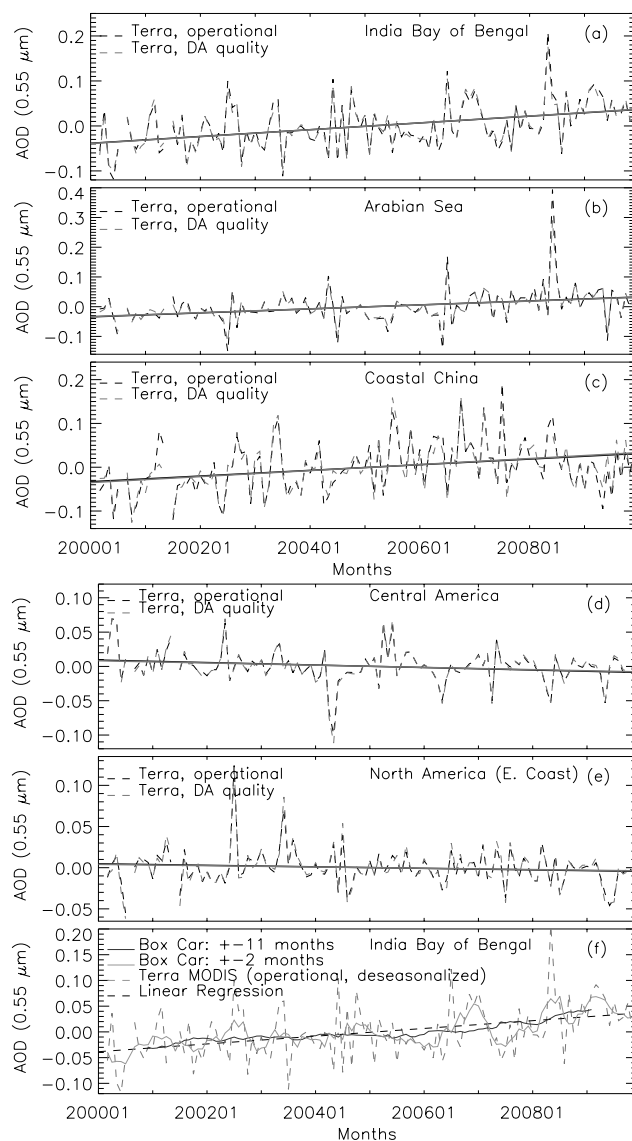 0.2
0.1
0.0
−0.1
AOD (0.55 μm)
Terra, operational
Terra, DA quality
India Bay of Bengal
(a)
0.4
0.3
0.2
0.1
0.0
−0.1
AOD (0.55 μm)
Terra, operational
Terra, DA quality
Arabian Sea
(b)
0.2
0.1
0.0
−0.1
AOD (0.55 μm)
Terra, operational
Terra, DA quality
Coastal China
(c)
200001 200201 200401 200601 200801
Months
0.10
0.05
0.00
−0.05
−0.10
AOD (0.55 μm)
Terra, operational
Terra, DA quality
Central America
(d)
0.10
0.05
0.00
−0.05
AOD (0.55 μm)
Terra, operational
Terra, DA quality
North America (E. Coast)
(e)
0.20
0.15
0.10
0.05
0.00
−0.05
−0.10
AOD (0.55 μm)
Box Car: +−11 months
Box Car: +−2 months
Terra MODIS (operational, deseasonalized)
Linear Regression
India Bay of Bengal
(f)
200001 200201 200401 200601 200801
Months